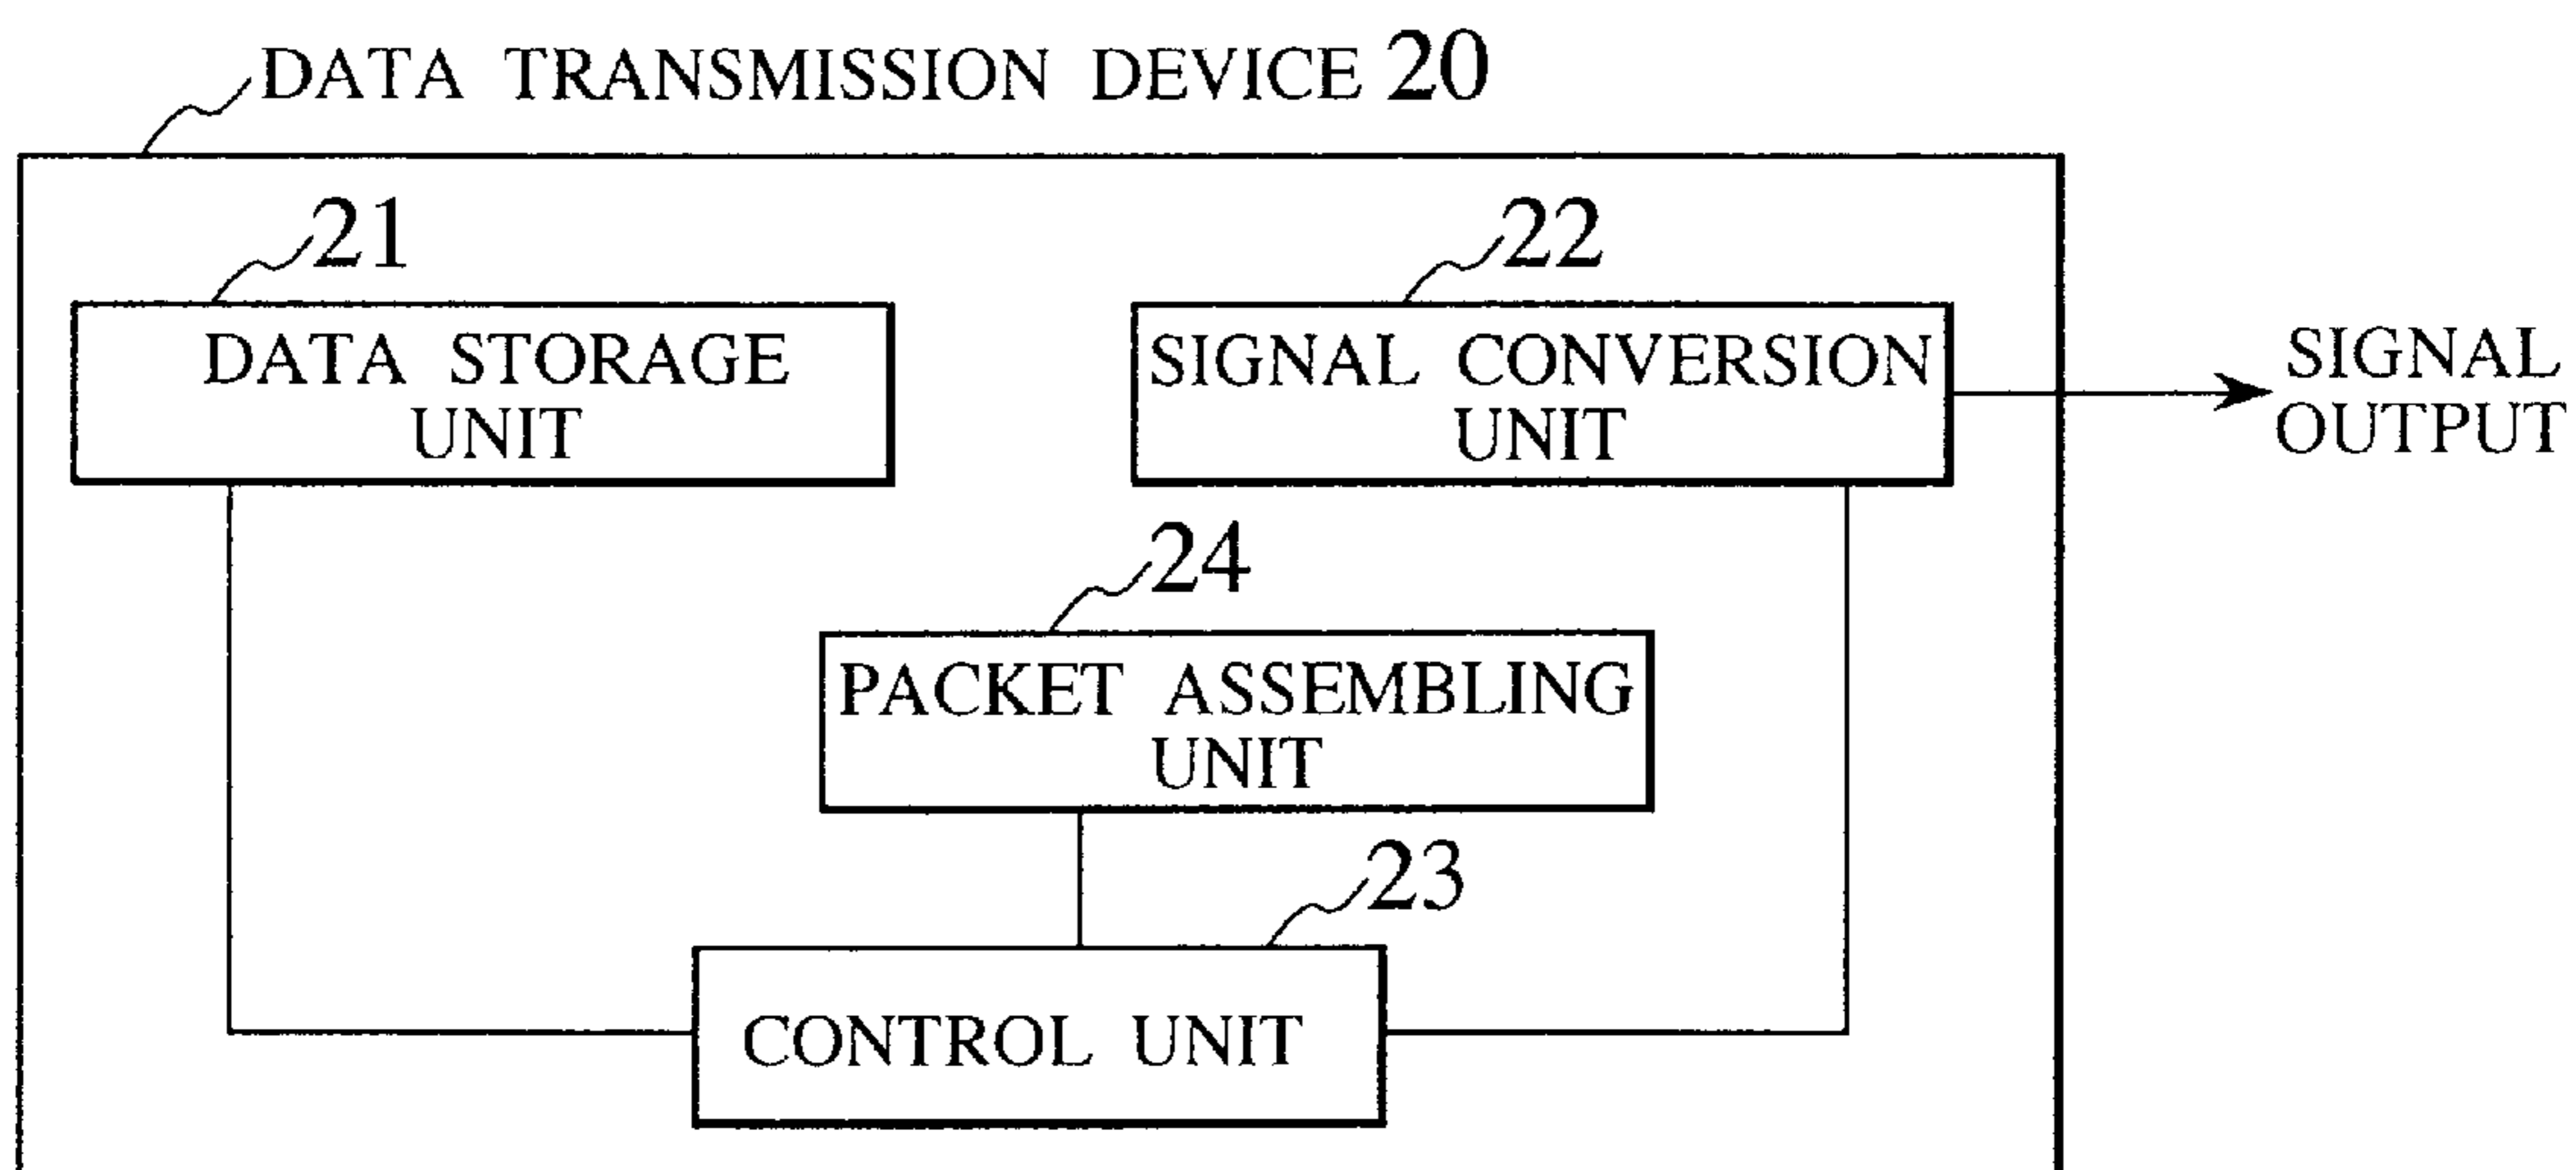 DATA TRANSMISSION DEVICE 20
21
DATA STORAGE
UNIT
22
SIGNAL CONVERSION
UNIT
SIGNAL
OUTPUT
24
PACKET ASSEMBLING
UNIT
23
CONTROL UNIT